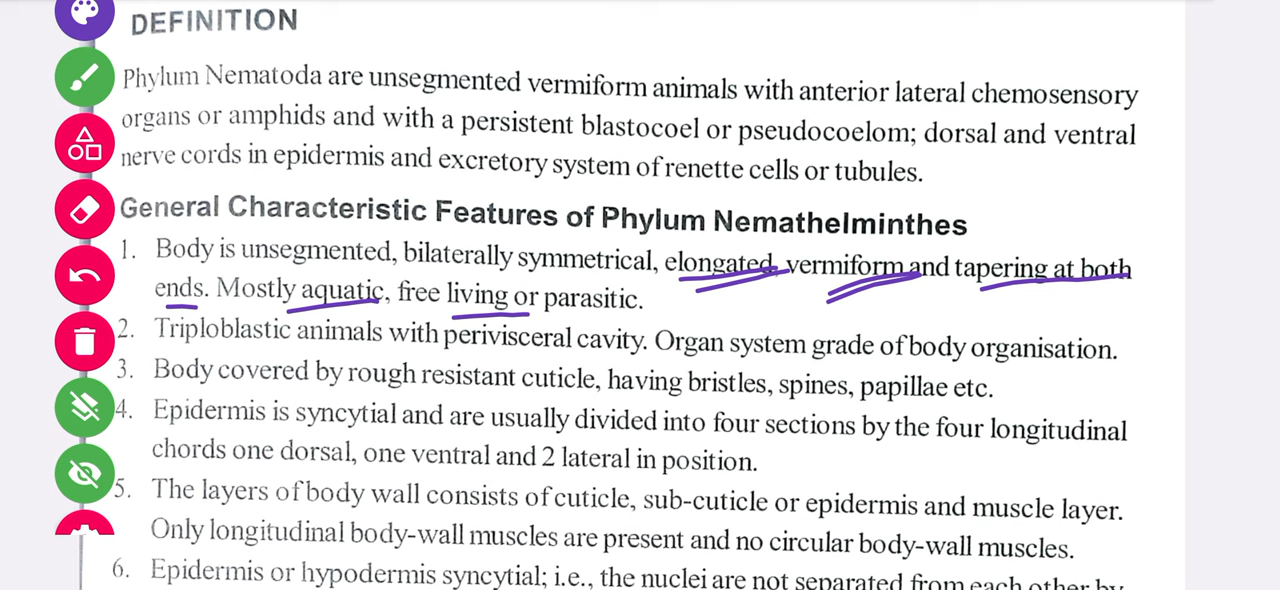 DEFINITION
Phylum Nematoda are unsegmented vermiform animals with anterior lateral chemosensory
organs or amphids and with a persistent blastocoel or pseudocoelom; dorsal and ventral
nerve cords in epidermis and excretory system of renette cells or tubules.
General Characteristic Features of Phylum Nemathelminthes
1. Body is unsegmented, bilaterally symmetrical, elongated, vermiform and tapering at both
ends. Mostly aquatic, free living or parasitic.
2. Triploblastic animals with perivisceral cavity. Organ system grade of body organisation.
3. Body covered by rough resistant cuticle, having bristles, spines, papillae etc.
4. Epidermis is syncytial and are usually divided into four sections by the four longitudinal
chords one dorsal, one ventral and 2 lateral in position.
5. The layers of body wall consists of cuticle, sub-cuticle or epidermis and muscle layer.
Only longitudinal body-wall muscles are present and no circular body-wall muscles.
6. Epidermis or hypodermis syncytial; i.e., the nuclei are not separated from each other by